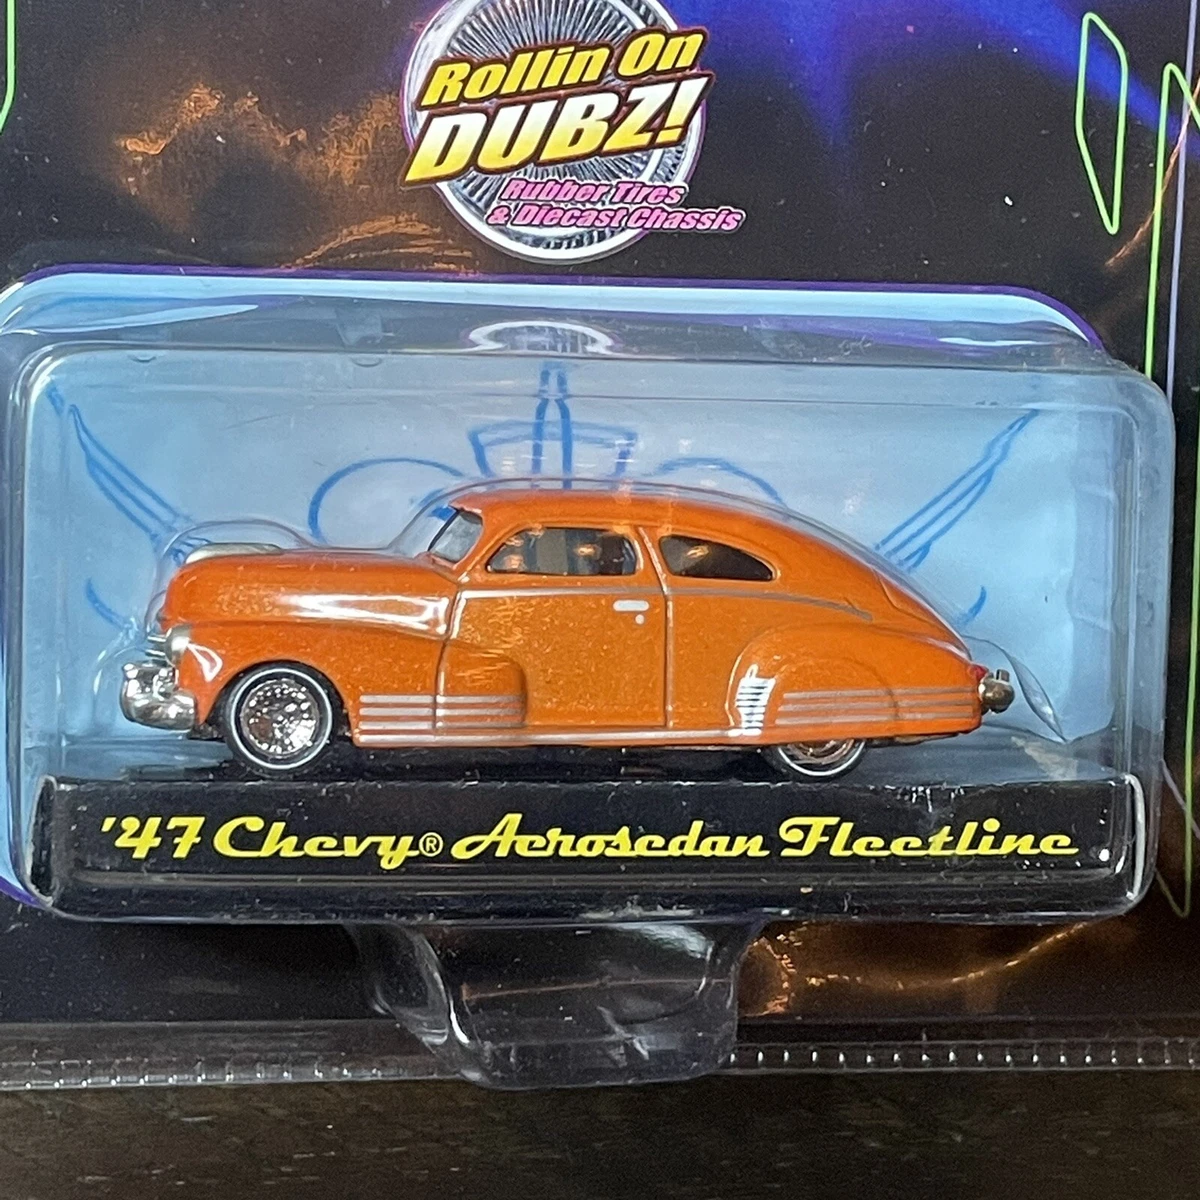 Rollin On
DUBZ!
Rubber Tires
& Diecast Chassis
'47 Chevy® Aerosedan Fleetline